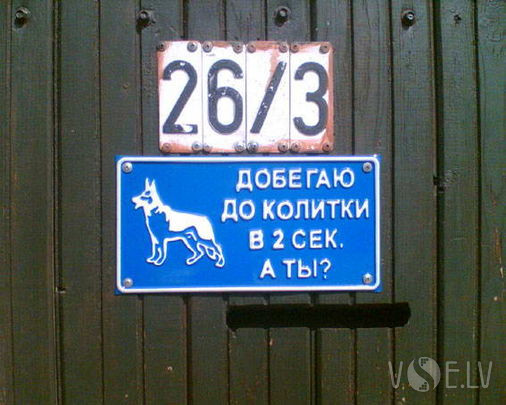 26/3
ДОБЕГАЮ
ДО КОЛИТКИ
В 2 СЕК.
А ТЫ?
VSE.LV